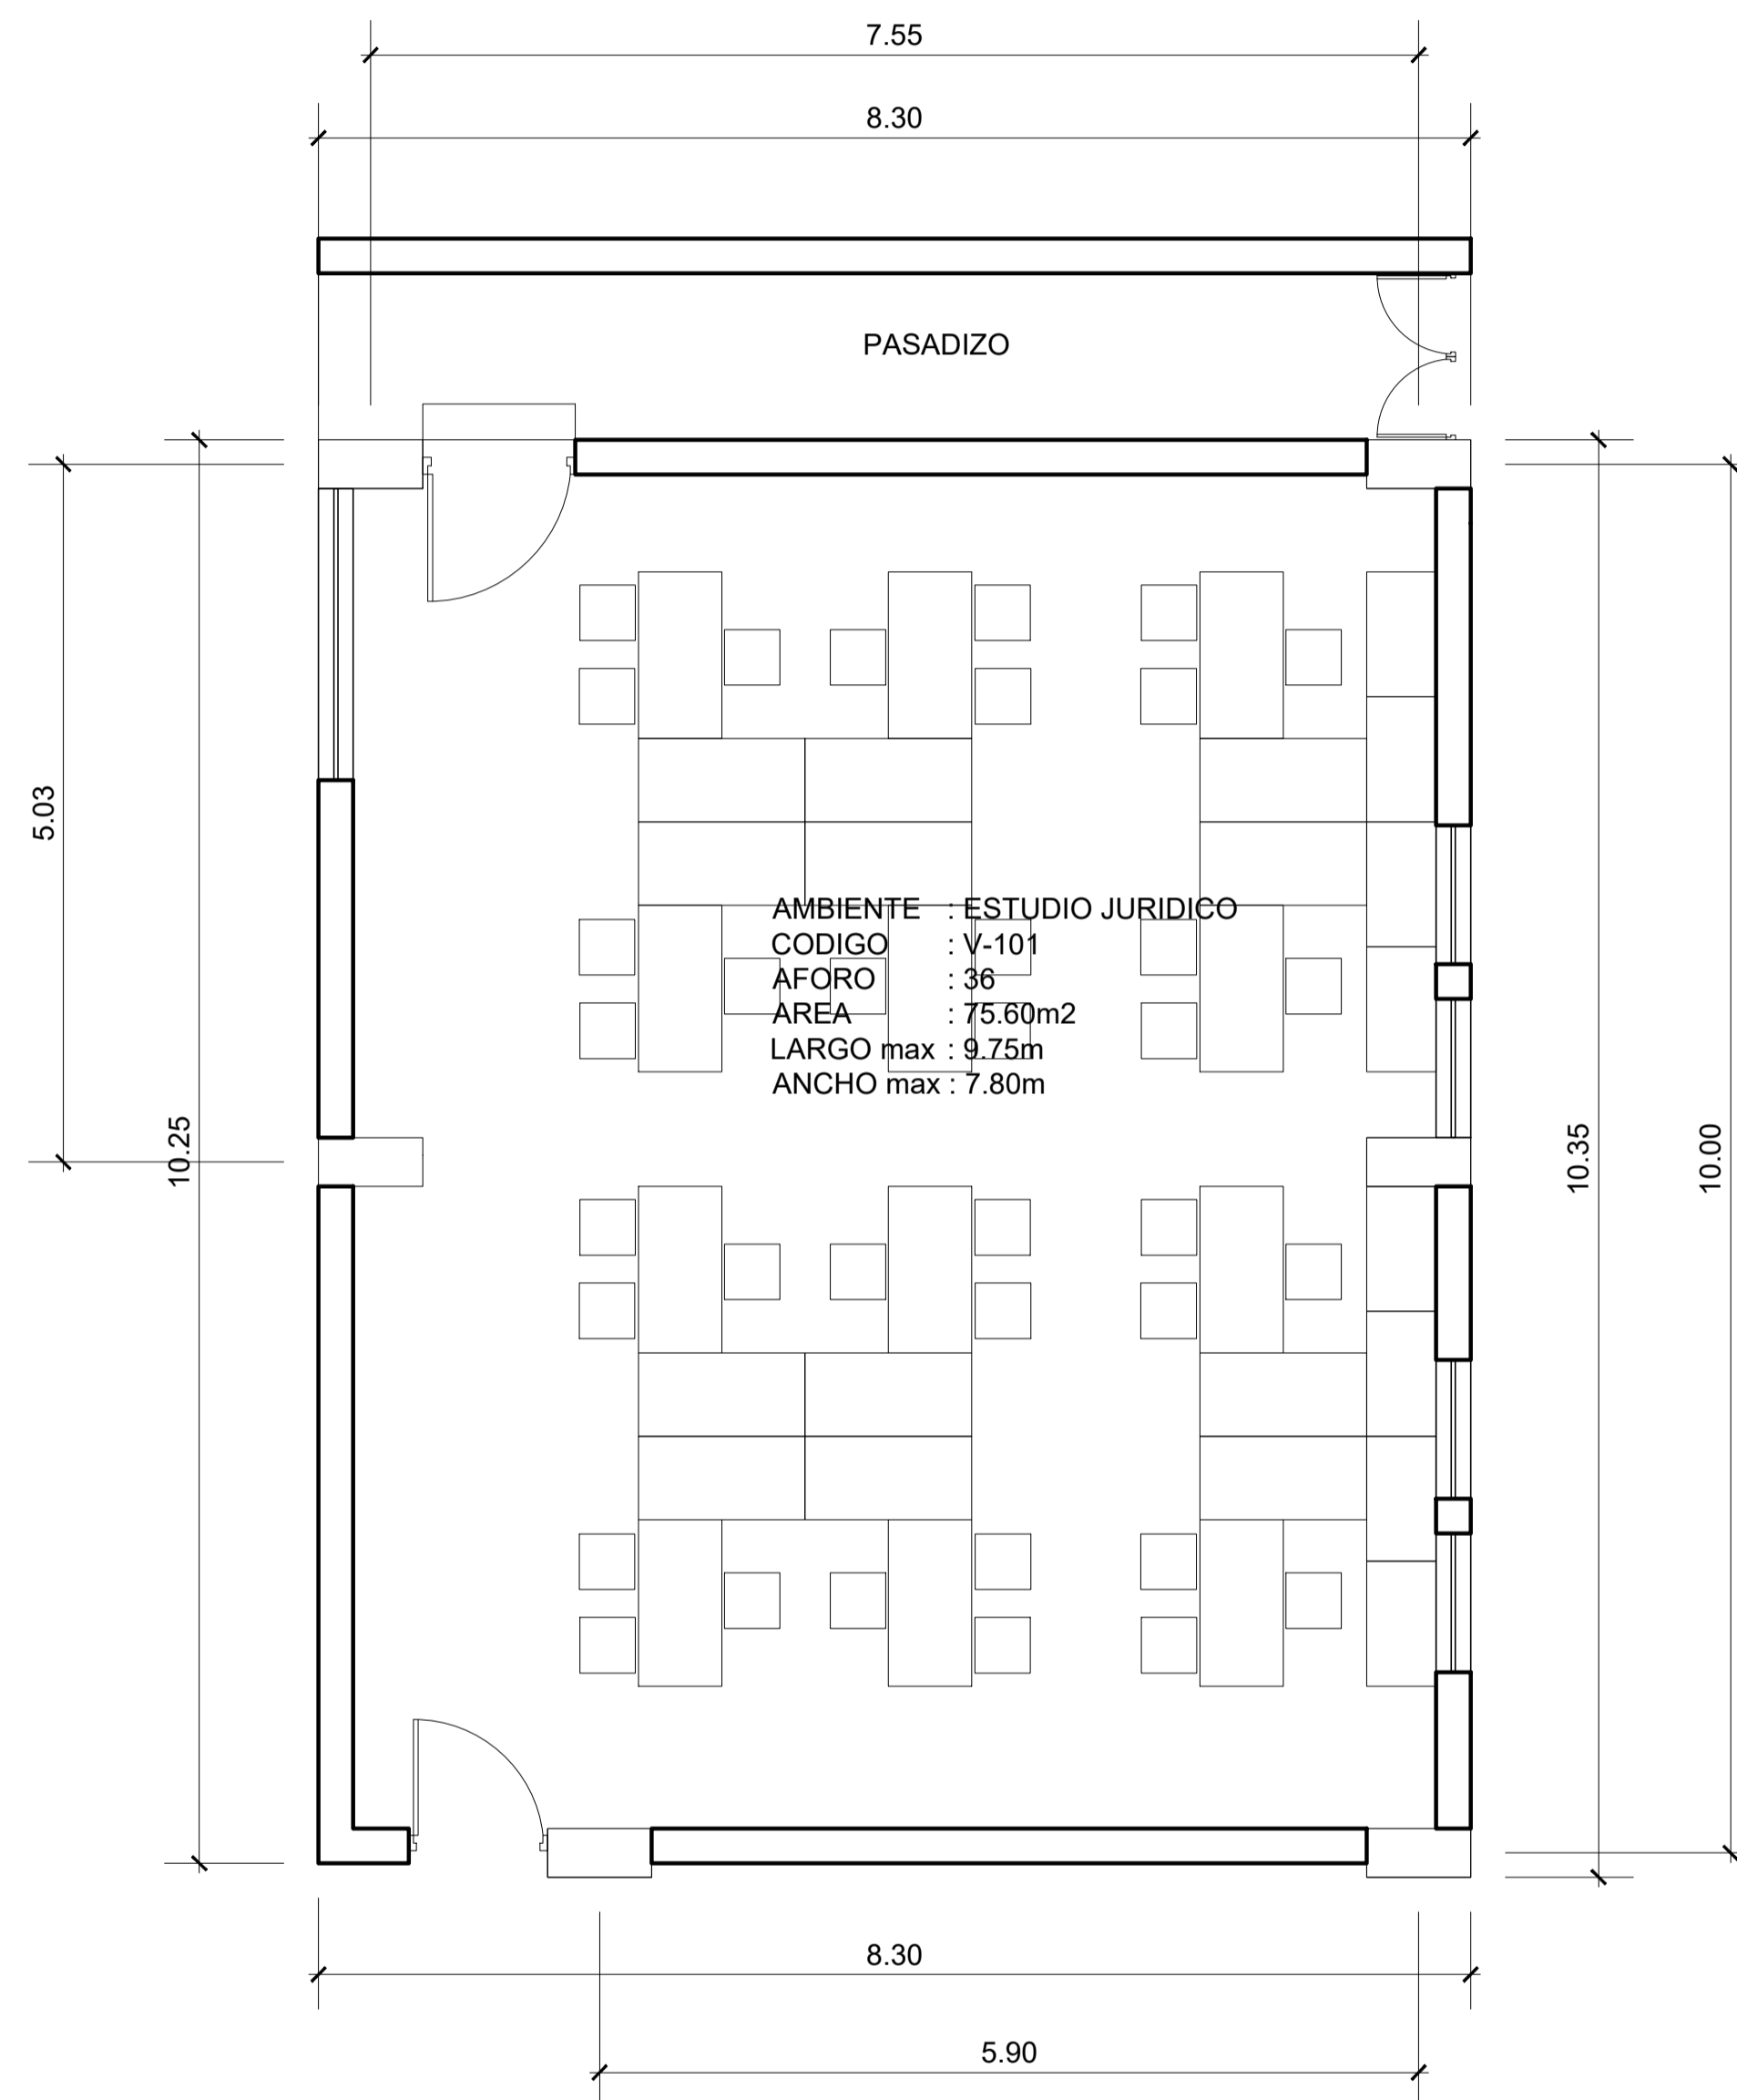 7.55
8.30
PASADIZO
5.03
10.25
AMBIENTE : ESTUDIO JURIDICO
CODIGO : V-101
AFORO : 36
AREA : 75.60m2
LARGO max : 9.75m
ANCHO max : 7.80m
10.35
10.00
8.30
5.90